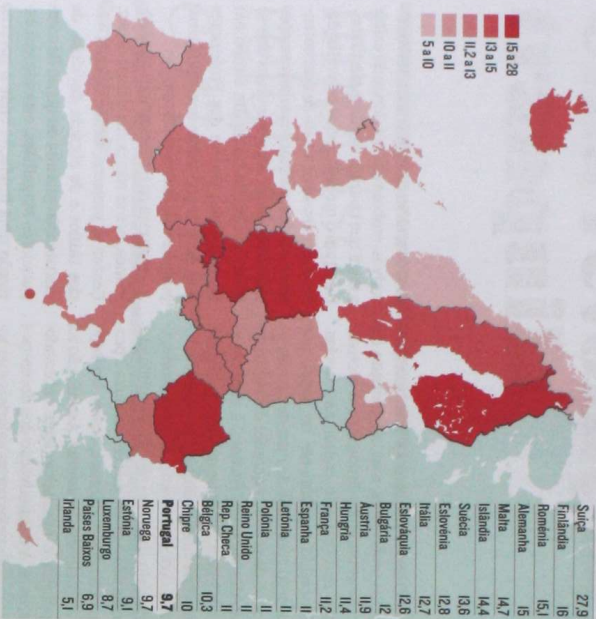 15 a 28
13 a 15
11,2 a 13
10 a 11
5 a 10
Suíça 27,9
Finlândia 16
Roménia 15,1
Alemanha 15
Malta 14,7
Islândia 14,4
Suécia 13,6
Eslovénia 12,8
Itália 12,7
Eslováquia 12,6
Bulgária 12
Áustria 11,9
Hungria 11,4
França 11,2
Espanha 11
Letónia 11
Polónia 11
Reino Unido 11
Rep. Checa 11
Bélgica 10,3
Chipre 10
Portugal 9,7
Noruega 9,7
Estónia 9,1
Luxemburgo 8,7
Países Baixos 6,9
Irlanda 5,1